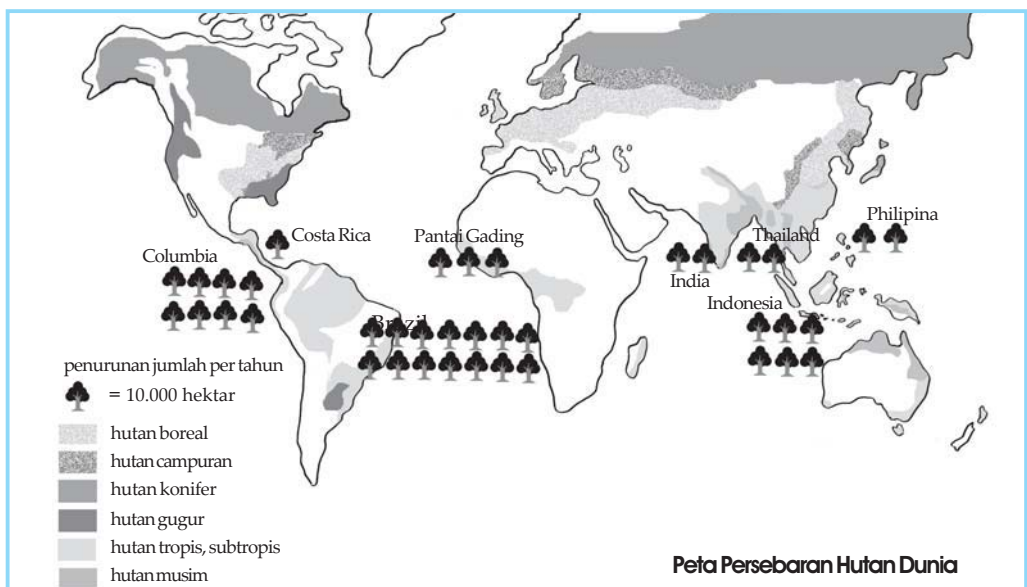 Costa Rica
Pantai Gading
Philipina
Thailand
Columbia
India
Indonesia
Brazil
penurunan jumlah per tahun
= 10.000 hektar
hutan boreal
hutan campuran
hutan konifer
hutan gugur
hutan tropis, subtropis
hutan musim
Peta Persebaran Hutan Dunia